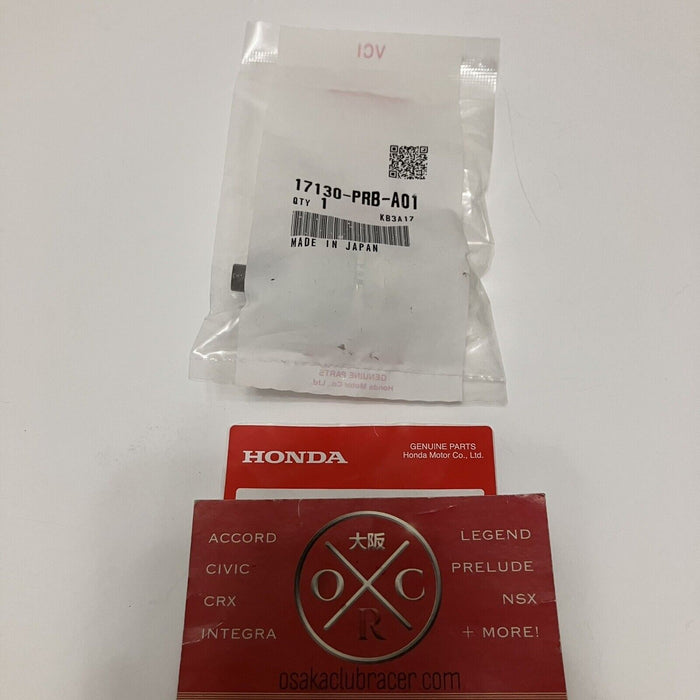 VCI
17130-PRB-A01
QTY 1
KB3A17
MADE IN JAPAN
GENUINE PARTS
Honda Motor Co., Ltd.
HONDA
GENUINE PARTS
Honda Motor Co., Ltd.
ACCORD
CIVIC
CRX
INTEGRA
大阪
O C
R
LEGEND
PRELUDE
NSX
+ MORE!
osakaclubracer.com